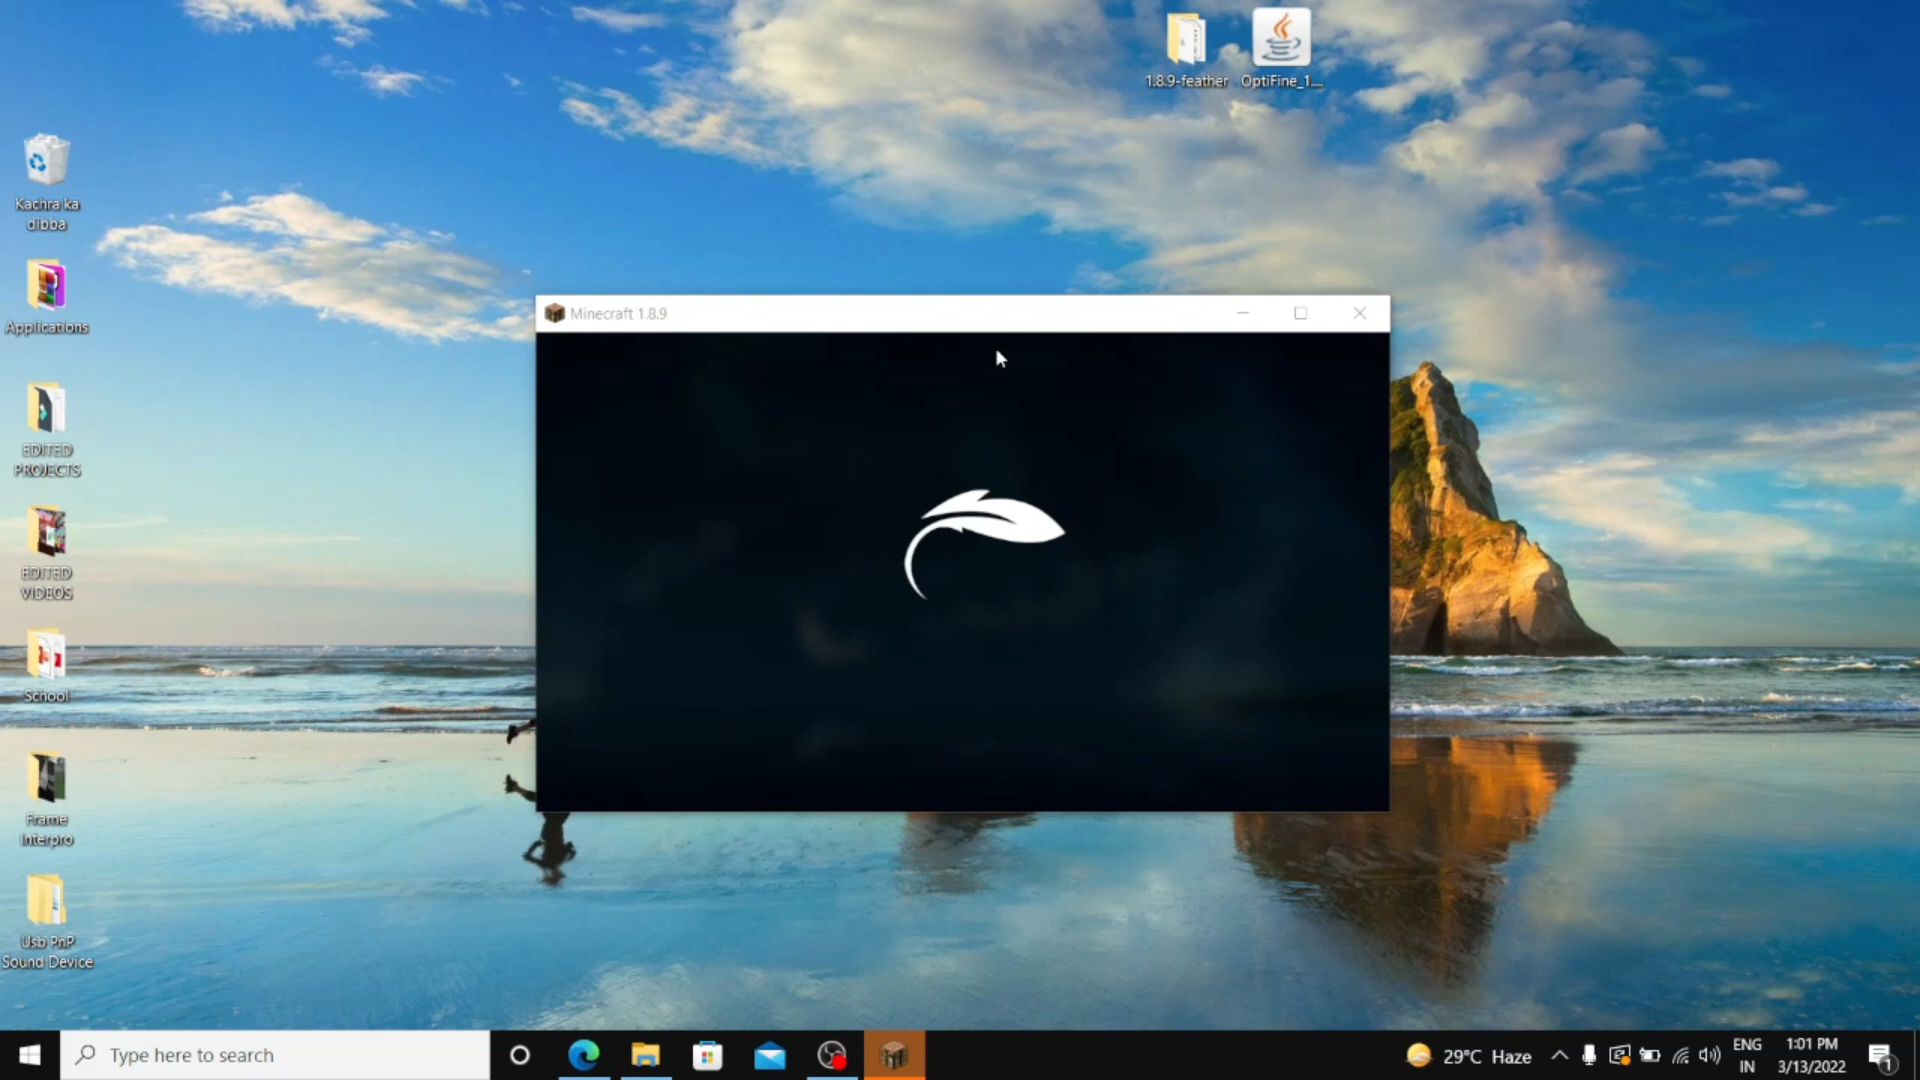 1.8.9-feather
OptiFine_1....
Kachra ka
dibba
Applications
EDITED
PROJECTS
EDITED
VIDEOS
School
Frame
Interpro
Usb PnP
Sound Device
Minecraft 1.8.9
Type here to search
29°C Haze
ENG
IN
1:01 PM
3/13/2022
1